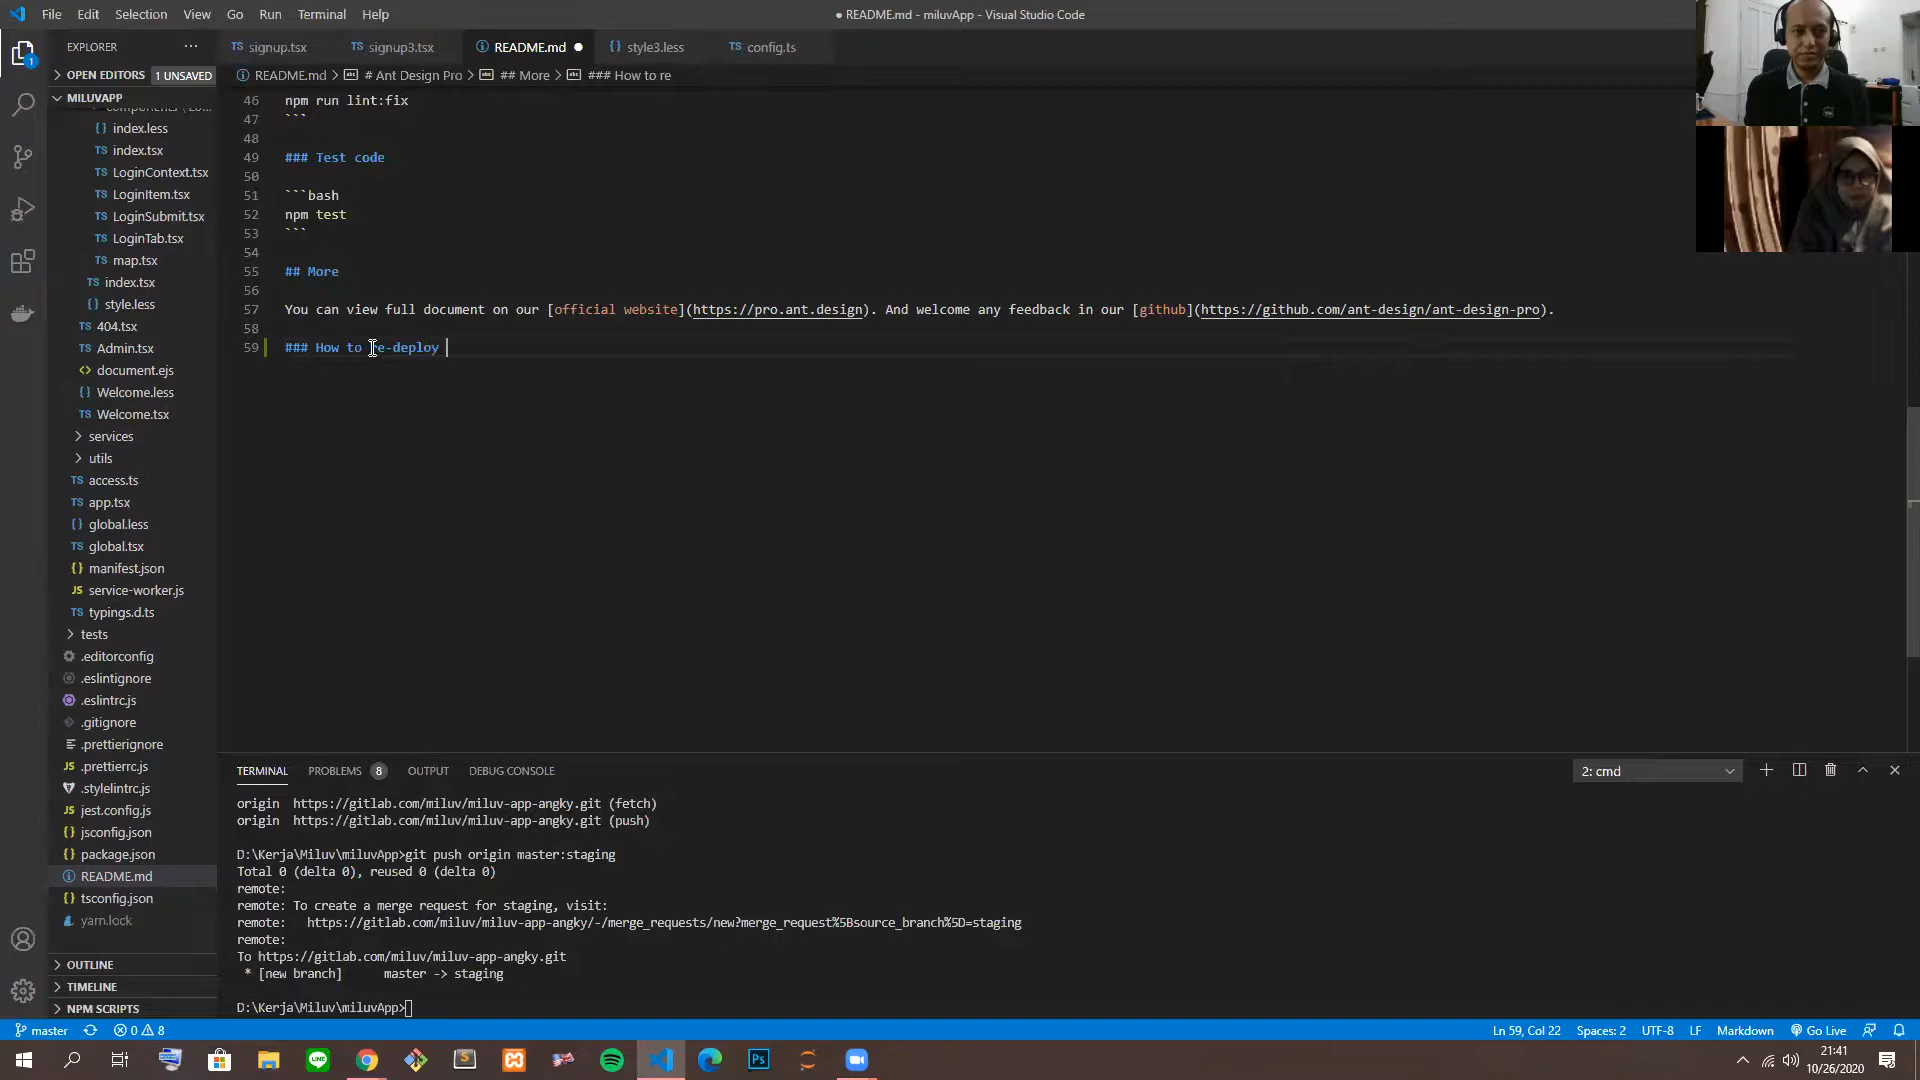 File Edit Selection View Go Run Terminal Help
● README.md - miluvApp - Visual Studio Code
EXPLORER ···
signup.tsx
signup3.tsx
README.md
style3.less
config.ts
OPEN EDITORS 1 UNSAVED
README.md > # Ant Design Pro > ## More > ### How to re
MILUVAPP
index.less
index.tsx
LoginContext.tsx
LoginItem.tsx
LoginSubmit.tsx
LoginTab.tsx
map.tsx
index.tsx
style.less
404.tsx
Admin.tsx
document.ejs
Welcome.less
Welcome.tsx
services
utils
access.ts
app.tsx
global.less
global.tsx
manifest.json
service-worker.js
typings.d.ts
tests
.editorconfig
.eslintignore
.eslintrc.js
.gitignore
.prettierignore
.prettierrc.js
.stylelintrc.js
jest.config.js
jsconfig.json
package.json
README.md
tsconfig.json
yarn.lock
OUTLINE
TIMELINE
NPM SCRIPTS
46 npm run lint:fix
47 ```
48
49 ### Test code
50
51 ```bash
52 npm test
53 ```
54
55 ## More
56
57 You can view full document on our [official website](https://pro.ant.design). And welcome any feedback in our [github](https://github.com/ant-design/ant-design-pro).
58
59 ### How to re-deploy
TERMINAL PROBLEMS 8 OUTPUT DEBUG CONSOLE
2: cmd
origin https://gitlab.com/miluv/miluv-app-angky.git (fetch)
origin https://gitlab.com/miluv/miluv-app-angky.git (push)
D:\Kerja\Miluv\miluvApp>git push origin master:staging
Total 0 (delta 0), reused 0 (delta 0)
remote:
remote: To create a merge request for staging, visit:
remote: https://gitlab.com/miluv/miluv-app-angky/-/merge_requests/new?merge_request%5Bsource_branch%5D=staging
remote:
To https://gitlab.com/miluv/miluv-app-angky.git
* [new branch] master -> staging
D:\Kerja\Miluv\miluvApp>
master 0 8
Ln 59, Col 22 Spaces: 2 UTF-8 LF Markdown Go Live
21:41
10/26/2020